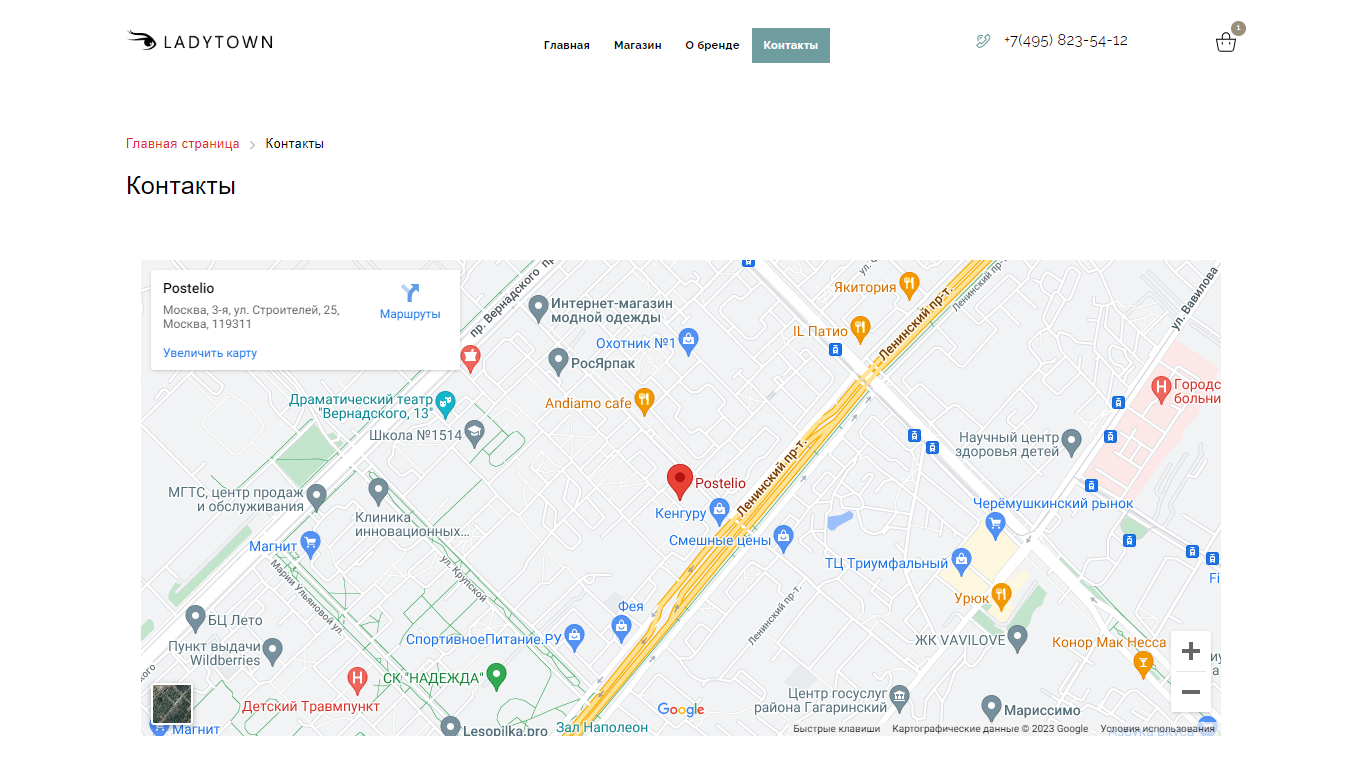 LADYTOWN
Главная
Магазин
О бренде
Контакты
+7(495) 823-54-12
1
Главная страница
Контакты
Контакты
Postelio
Москва, 3-я, ул. Строителей, 25,
Москва, 119311
Маршруты
Увеличить карту
пр. Вернадского
Интернет-магазин
модной одежды
Охотник №1
РосЯрпак
Якитория
IL Патио
Ленинский пр-т.
Ленинский пр-т.
ул. Вавилова
Драматический театр
"Вернадского, 13"
Andiamo cafe
Школа №1514
Городс
больни
Научный центр
здоровья детей
Ленинский пр-т.
Postelio
Кенгуру
МГТС, центр продаж
и обслуживания
Клиника
инновационных…
Черёмушкинский рынок
Магнит
Смешные цены
ТЦ Триумфальный
Fi
ул. Крупской
Марии Ульяновой ул.
Урюк
Ленинский пр-т.
Фея
БЦ Лето
СпортивноеПитание.РУ
ЖК VAVILOVE
Конор Мак Несса
Пункт выдачи
Wildberries
СК "НАДЕЖДА"
Детский Травмпункт
Центр госуслуг
района Гагаринский
Мариссимо
Google
Магнит
Lesopilka.pro
Зал Наполеон
Быстрые клавиши
Картографические данные © 2023 Google
Условия использования